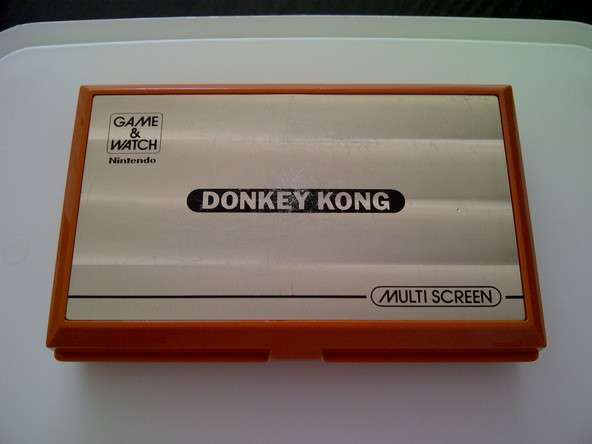 GAME
&
WATCH
Nintendo
DONKEY KONG
MULTI SCREEN